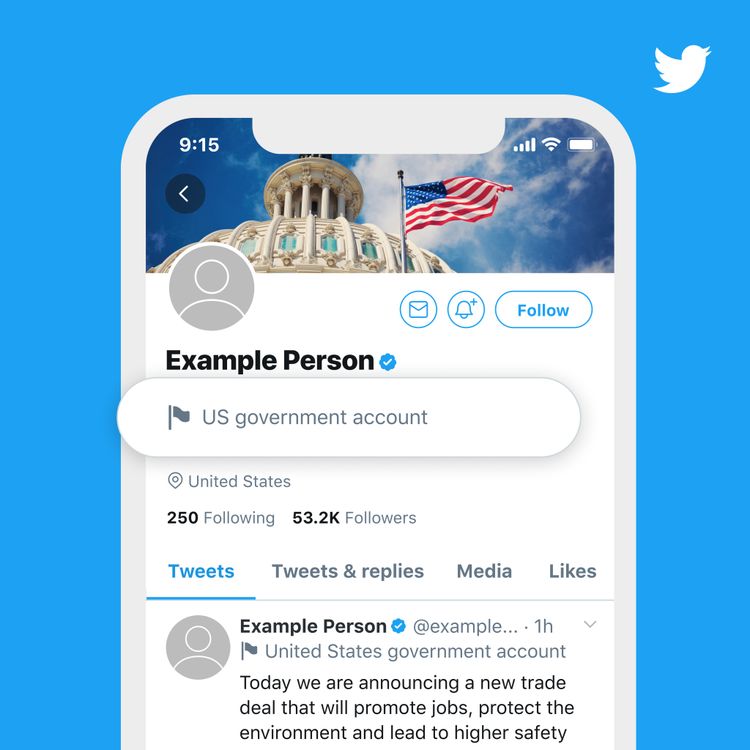 9:15
Follow
Example Person
US government account
United States
250 Following 53.2K Followers
Tweets Tweets & replies Media Likes
Example Person @example... · 1h
United States government account
Today we are announcing a new trade
deal that will promote jobs, protect the
environment and lead to higher safety